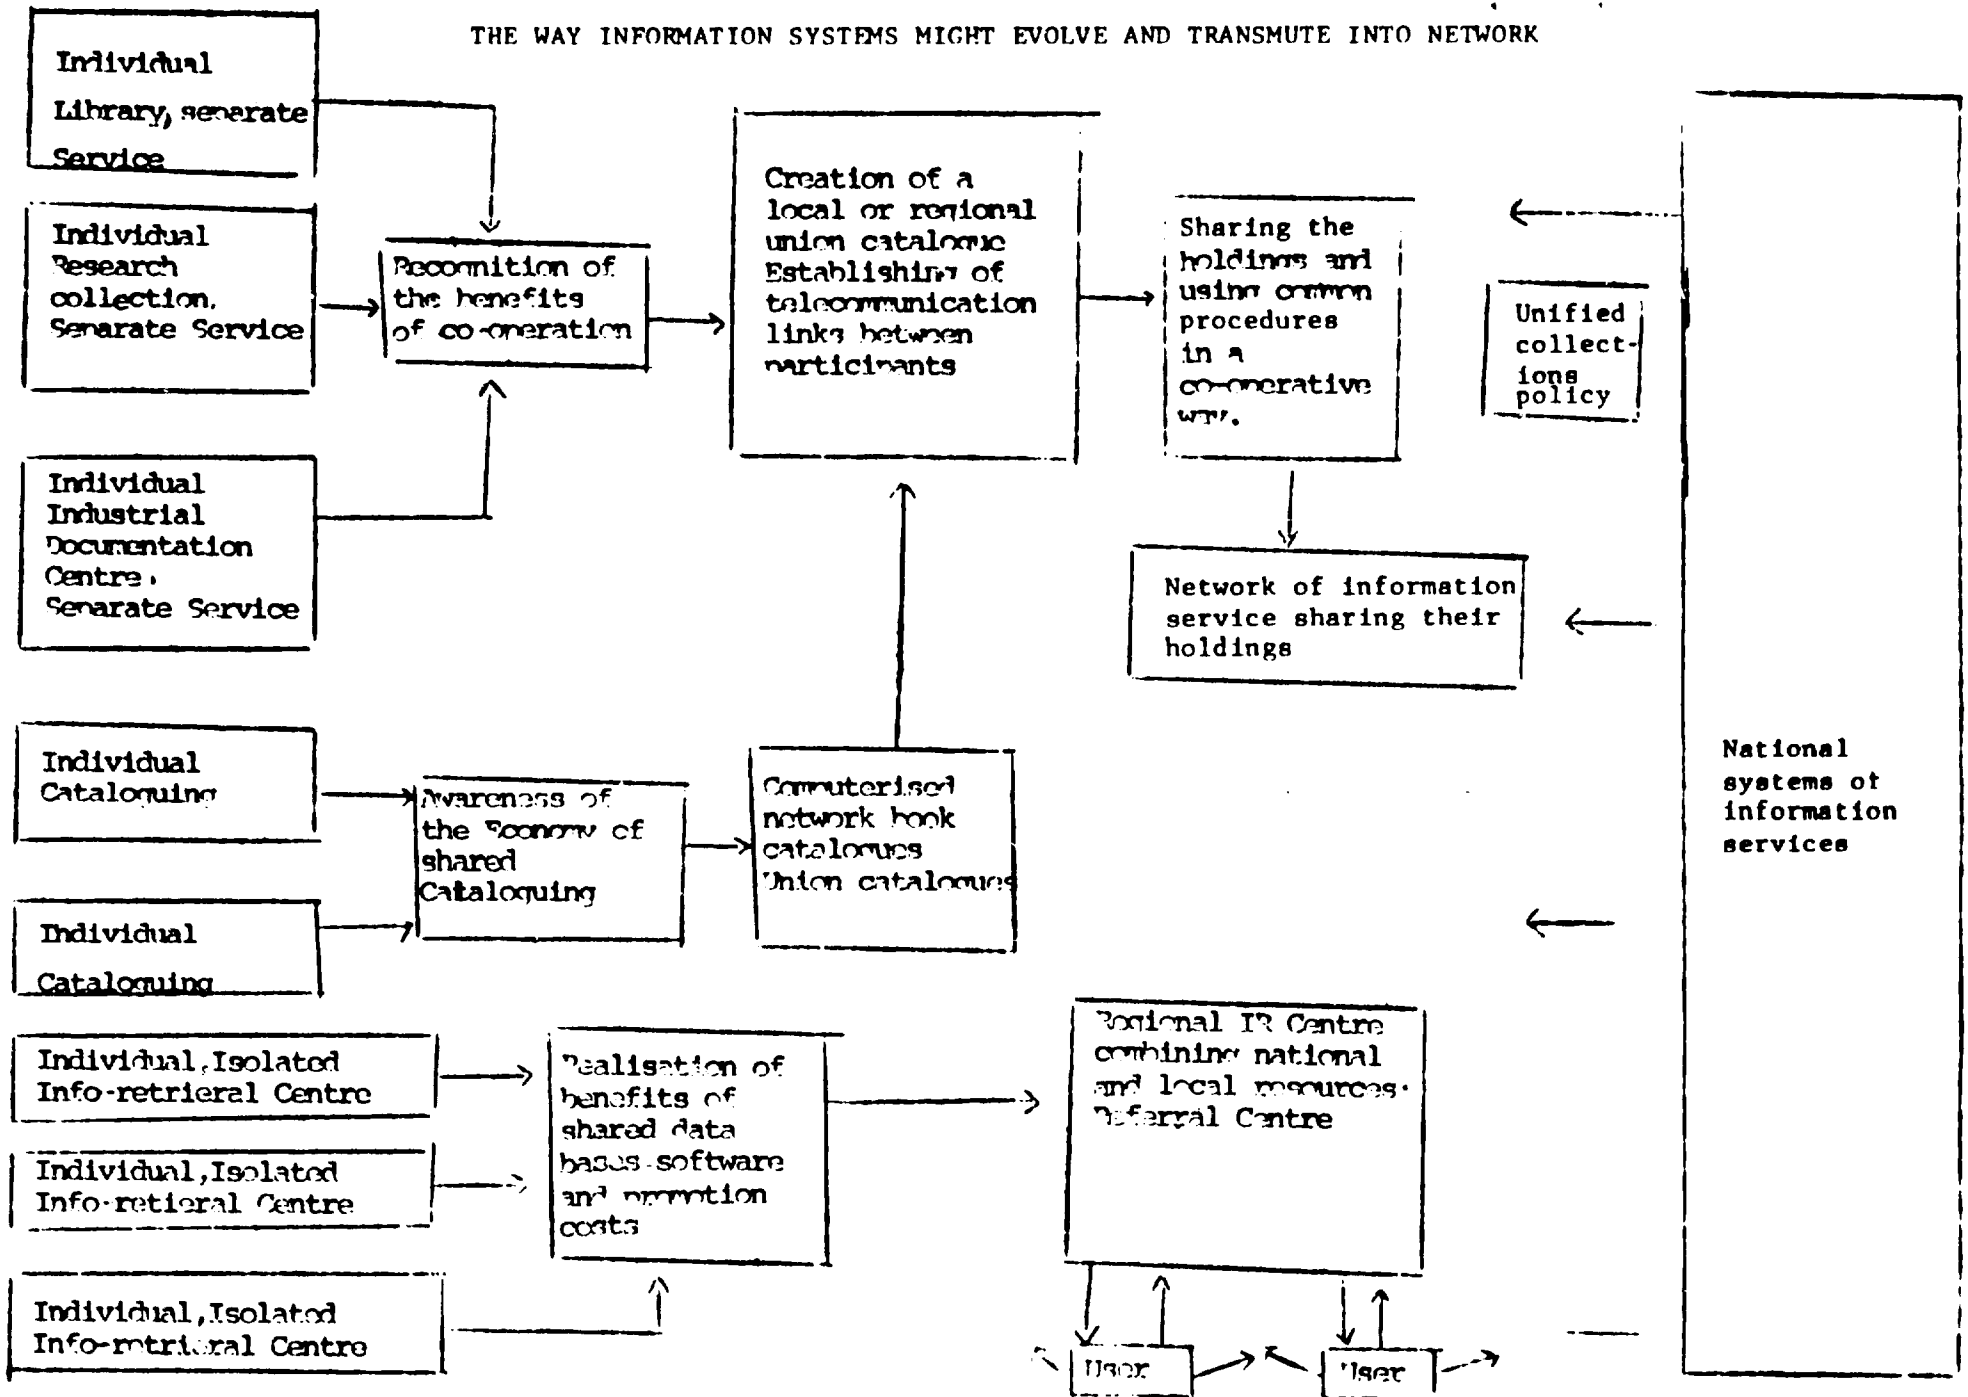 THE WAY INFORMATION SYSTEMS MIGHT EVOLVE AND TRANSMUTE INTO NETWORK
Individual
Library, separate
Service
Individual
Research
collection.
Separate Service
Individual
Industrial
Documentation
Centre.
Separate Service
Recognition of
the benefits
of co-operation
Creation of a
local or regional
union catalogue
Establishing of
telecommunication
links between
participants
Sharing the
holdings and
using common
procedures
in a
co-operative
way.
Unified
collect-
ions
policy
Network of information
service sharing their
holdings
National
systems of
information
services
Individual
Cataloguing
Individual
Cataloguing
Awareness of
the Economy of
shared
Cataloguing
Computerised
network book
catalogues
Union catalogues
Individual,Isolated
Info-retrieral Centre
Individual,Isolated
Info-retieral Centre
Individual,Isolated
Info-retrieral Centre
Realisation of
benefits of
shared data
bases-software
and promotion
costs
Regional IR Centre
combining national
and local resources.
Referral Centre
User
User